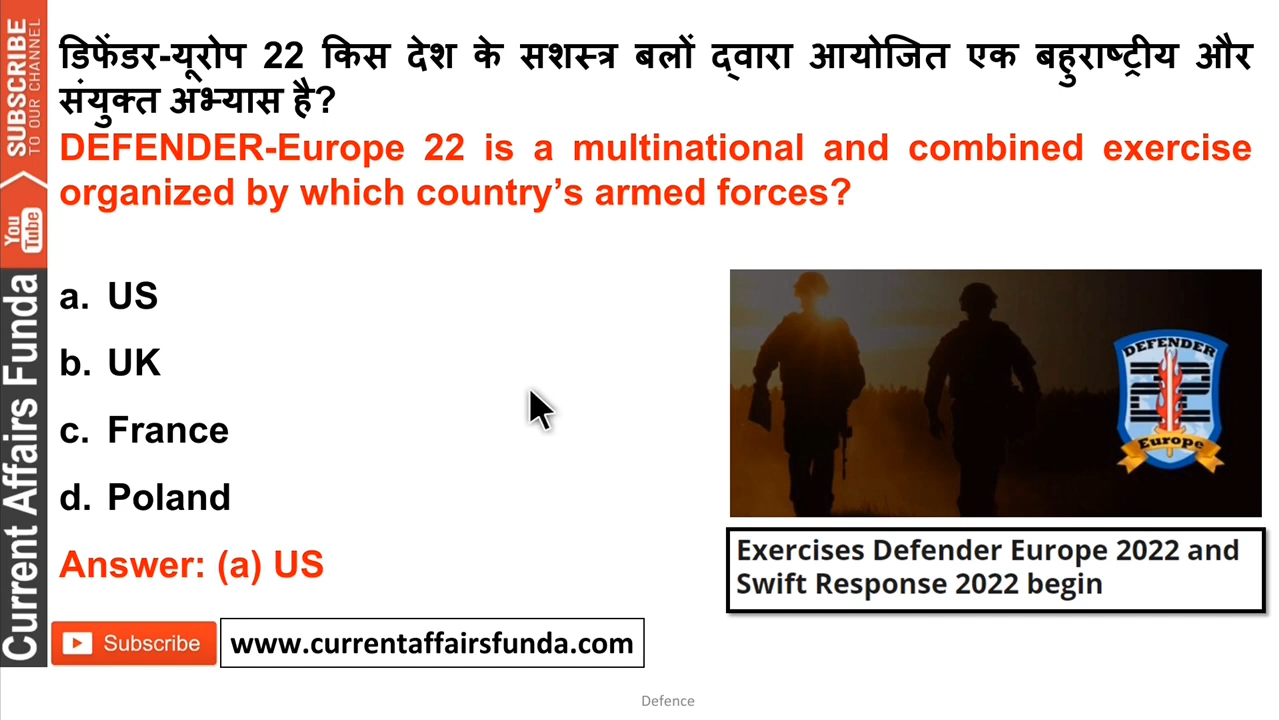 डिफेंडर-यूरोप 22 किस देश के सशस्त्र बलों द्वारा आयोजित एक बहुराष्ट्रीय और
संयुक्त अभ्यास है?
DEFENDER-Europe 22 is a multinational and combined exercise
organized by which country’s armed forces?
a. US
b. UK
c. France
d. Poland
Answer: (a) US
DEFENDER
22
Europe
Exercises Defender Europe 2022 and
Swift Response 2022 begin
Subscribe
www.currentaffairsfunda.com
Defence
SUBSCRIBE
TO OUR CHANNEL
You
Tube
Current Affairs Funda